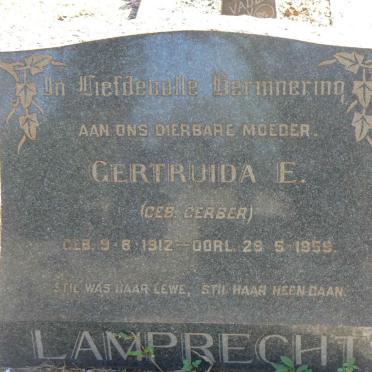 In Liefdevolle Herinnering
AAN ONS DIERBARE MOEDER.
GERTRUIDA E.
(GEB. GERBER)
GEB. 9-8-1912 — OORL. 29-5-1959.
STIL WAS HAAR LEWE, STIL HAAR HEENGAAN.
LAMPRECHT